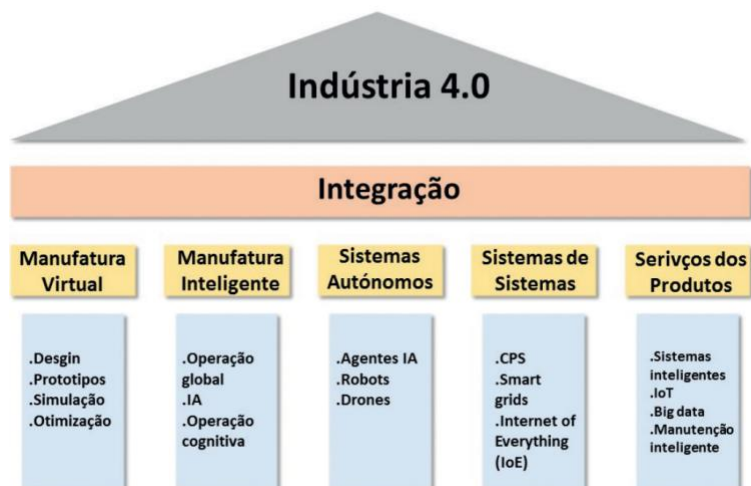 Indústria 4.0
Integração
Manufatura
Virtual
Manufatura
Inteligente
Sistemas
Autónomos
Sistemas de
Sistemas
Serivços dos
Produtos
.Desgin
.Prototipos
.Simulação
.Otimização
.Operação
global
.IA
.Operação
cognitiva
.Agentes IA
.Robots
.Drones
.CPS
.Smart
grids
.Internet of
Everything
(IoE)
.Sistemas
inteligentes
.IoT
.Big data
.Manutenção
inteligente